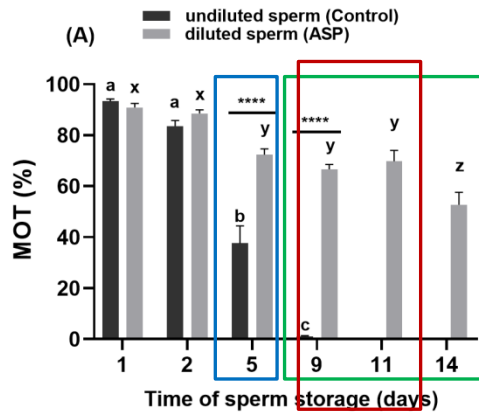 (A)
undiluted sperm (Control)
diluted sperm (ASP)
MOT (%)
100
80
60
40
20
0
a x a x **** y b **** y c y z
1 2 5 9 11 14
Time of sperm storage (days)